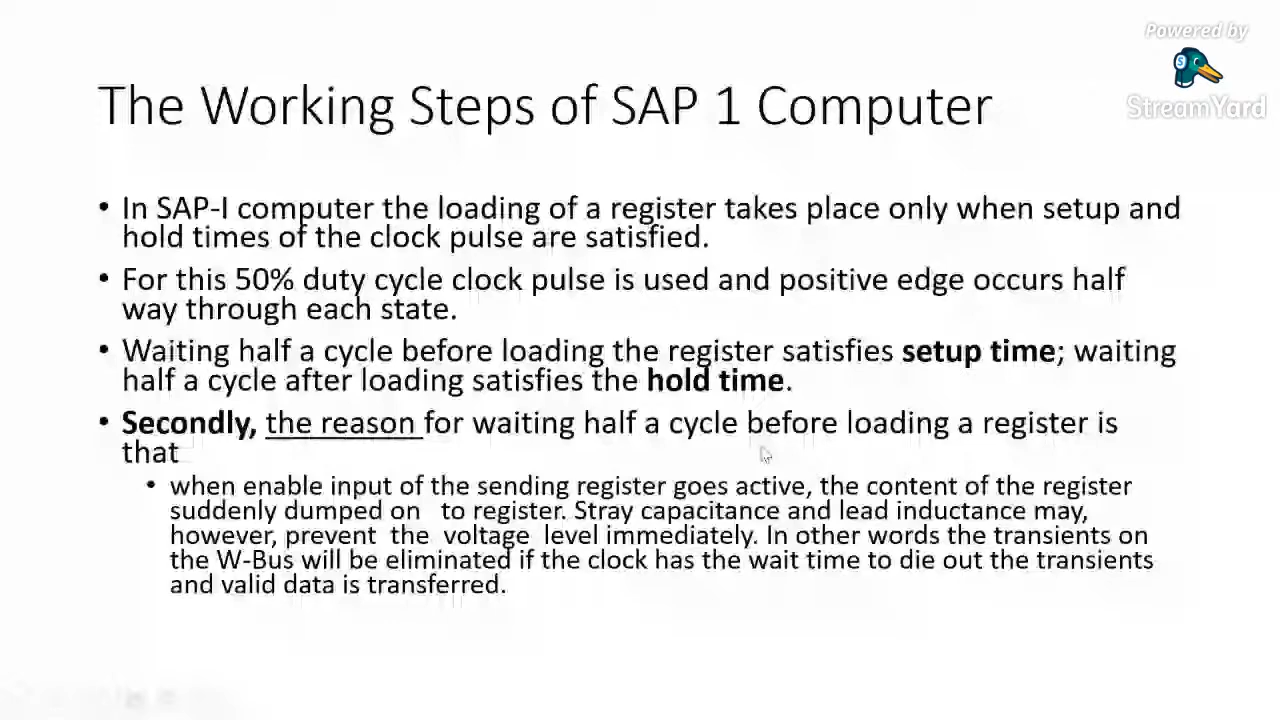 Powered by
StreamYard
The Working Steps of SAP 1 Computer
• In SAP-I computer the loading of a register takes place only when setup and
hold times of the clock pulse are satisfied.
• For this 50% duty cycle clock pulse is used and positive edge occurs half
way through each state.
• Waiting half a cycle before loading the register satisfies setup time; waiting
half a cycle after loading satisfies the hold time.
• Secondly, the reason for waiting half a cycle before loading a register is
that
• when enable input of the sending register goes active, the content of the register
suddenly dumped on to register. Stray capacitance and lead inductance may,
however, prevent the voltage level immediately. In other words the transients on
the W-Bus will be eliminated if the clock has the wait time to die out the transients
and valid data is transferred.